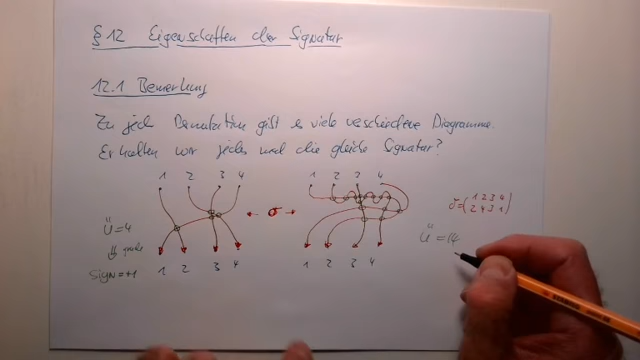 §12 Eigenschaften der Signatur
12.1 Bemerkung
Zu jeder Permutation gibt es viele verschiedene Diagramme.
Erhalten wir jedes mal die gleiche Signatur?
1 2 3 4
1 2 3 4
σ = (1 2 3 4
2 4 3 1)
Ü=4
← σ →
Ü=14
⇓ gerade
sign=+1
1 2 3 4
1 2 3 4